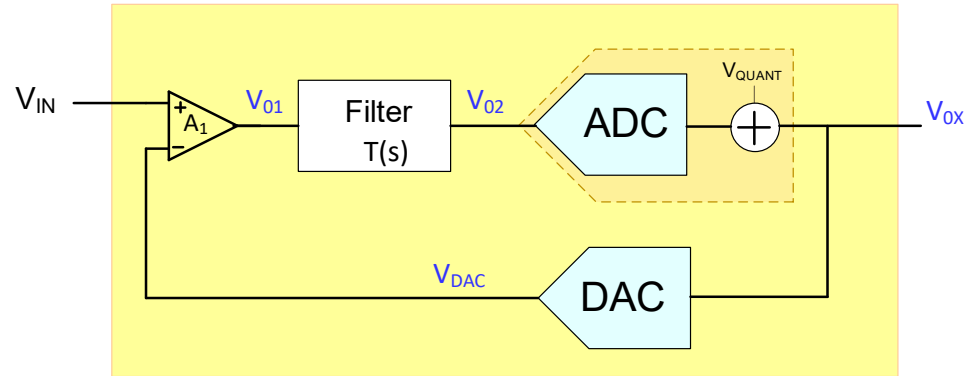 V_IN
+
A_1
−
V_01
Filter
T(s)
V_02
ADC
V_QUANT
+
V_0X
V_DAC
DAC